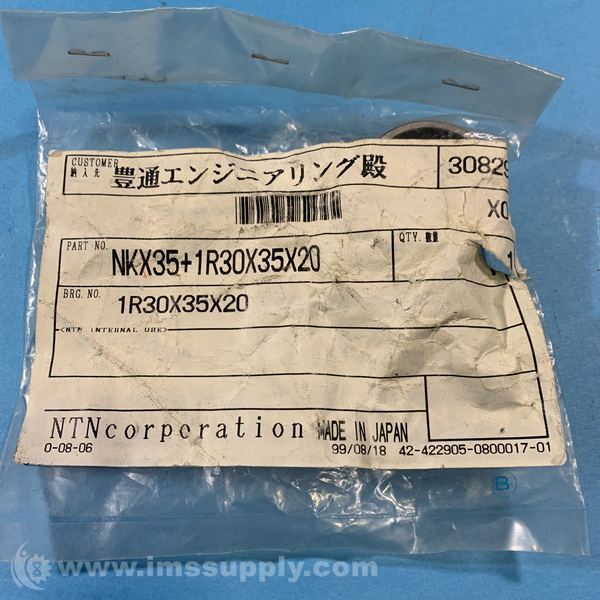 CUSTOMER
納入先 豊通エンジニアリング殿 30829
X0
PART NO. NKX35+1R30X35X20 QTY. 数量 1
BRG. NO. 1R30X35X20
<NTN INTERNAL USE>
NTNcorporation MADE IN JAPAN
0-08-06 99/08/18 42-422905-0800017-01
B
www.imssupply.com